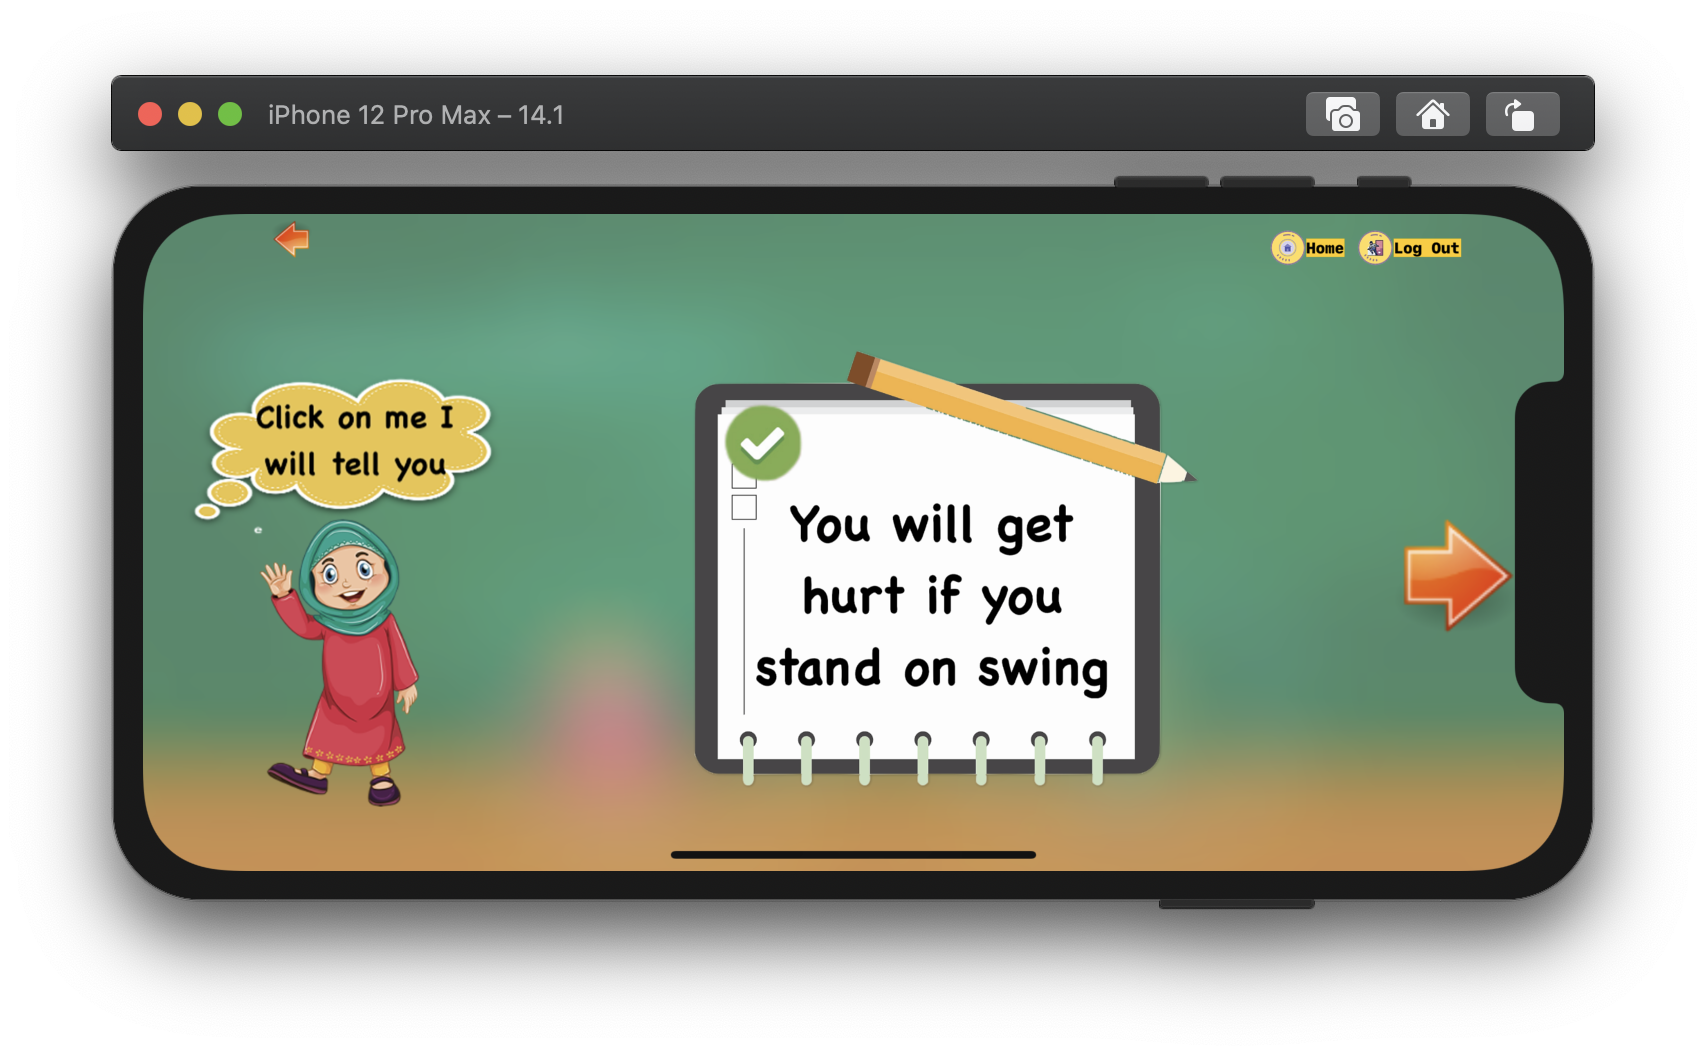 iPhone 12 Pro Max – 14.1
Home
Log Out
Click on me I
will tell you
You will get
hurt if you
stand on swing